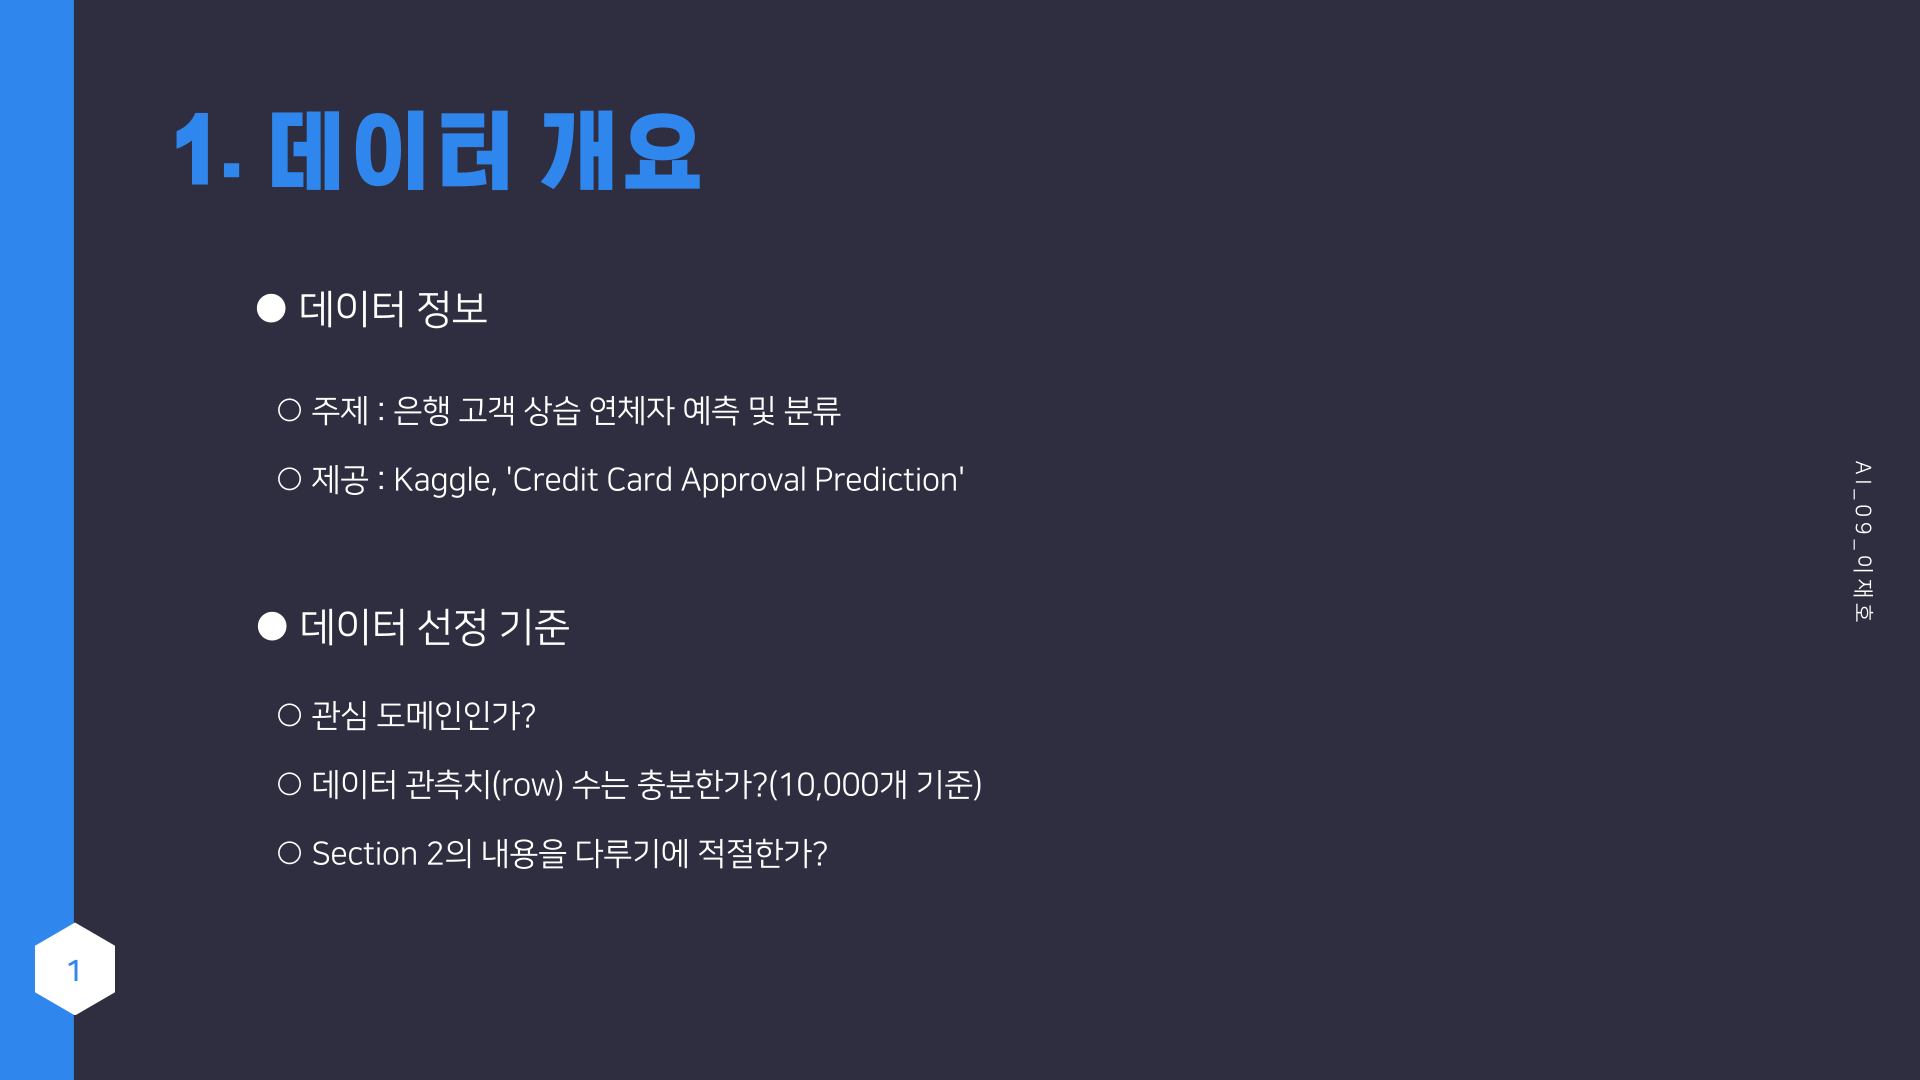 1. 데이터 개요
● 데이터 정보
○ 주제 : 은행 고객 상습 연체자 예측 및 분류
○ 제공 : Kaggle, 'Credit Card Approval Prediction'
● 데이터 선정 기준
○ 관심 도메인인가?
○ 데이터 관측치(row) 수는 충분한가?(10,000개 기준)
○ Section 2의 내용을 다루기에 적절한가?
AI_09_이재호
1